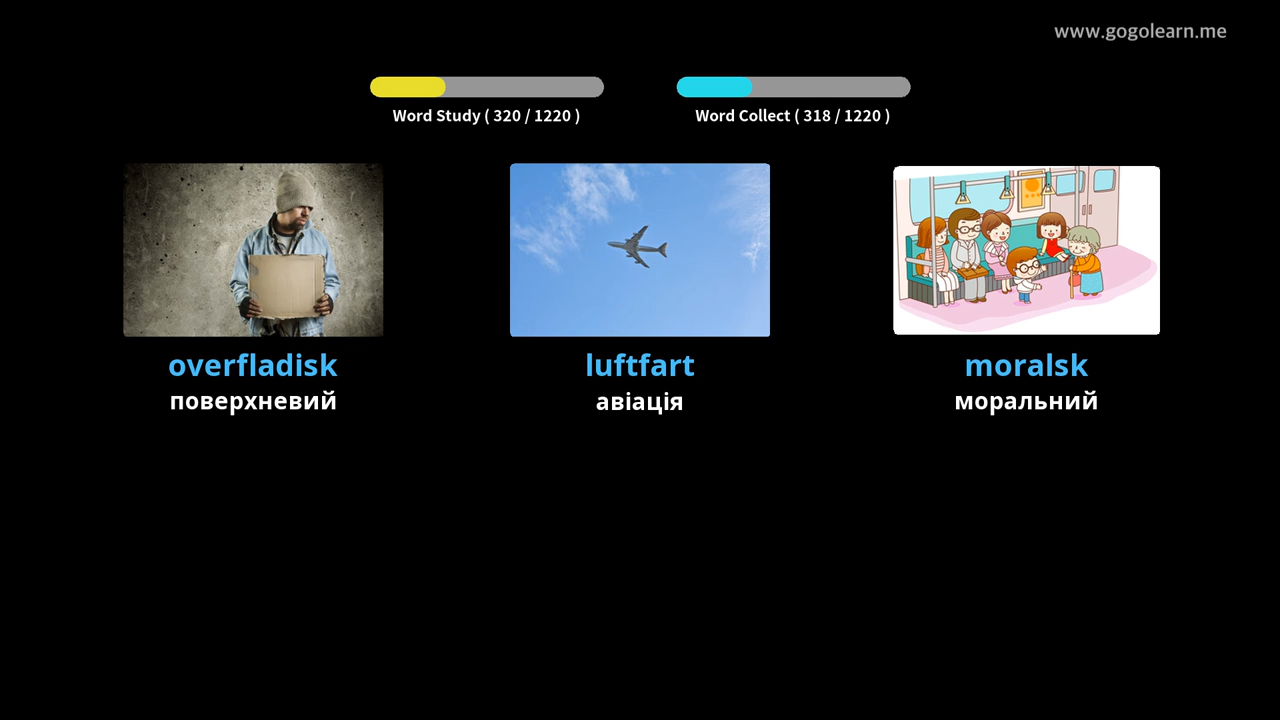 www.gogolearn.me
Word Study ( 320 / 1220 )
Word Collect ( 318 / 1220 )
overfladisk
luftfart
moralsk
поверхневий
авіація
моральний